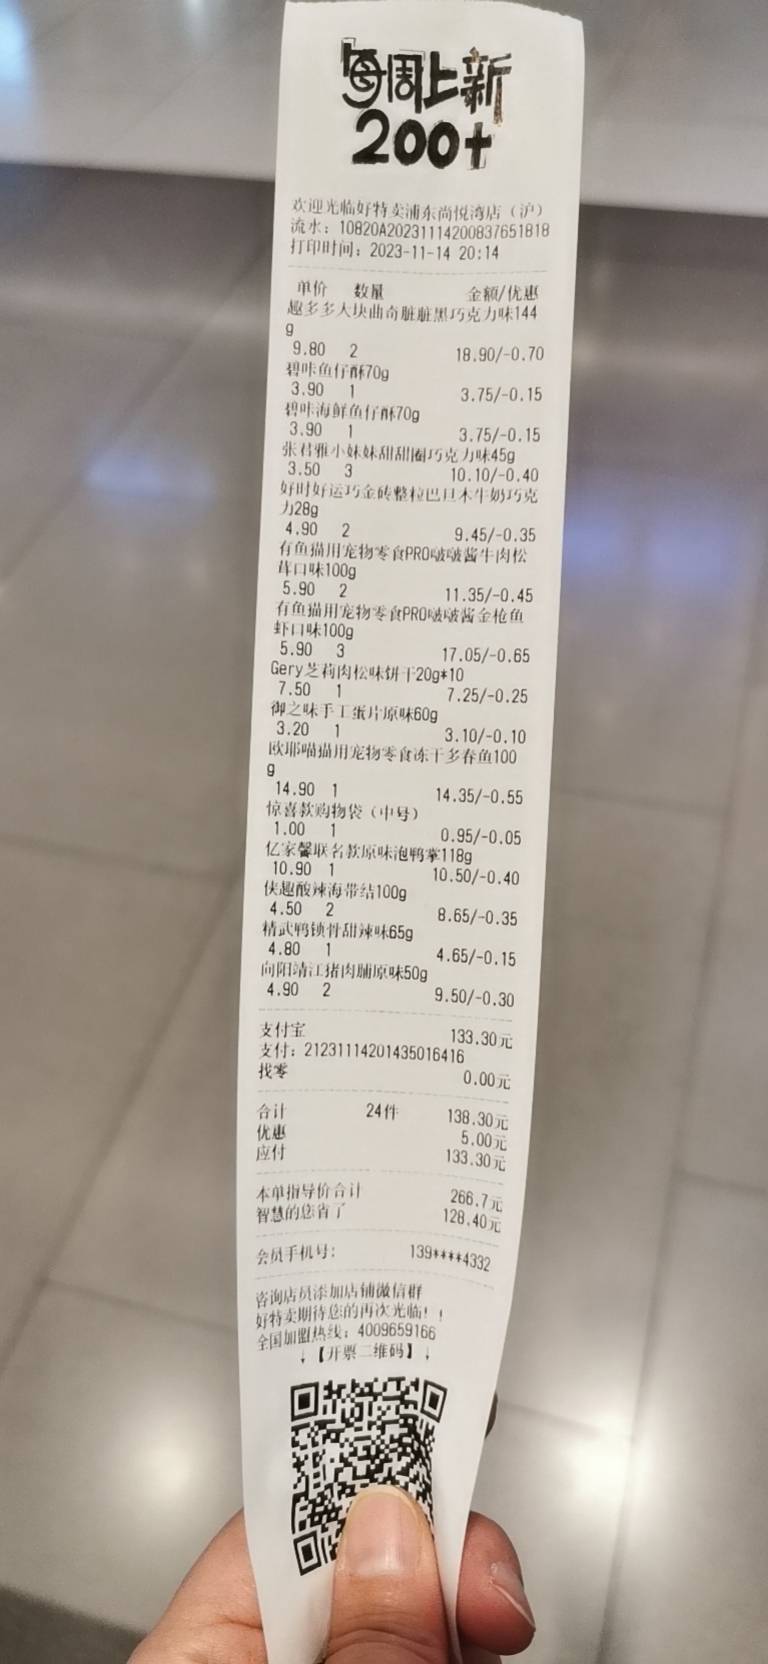 每周上新
200+
欢迎光临好特卖浦东尚悦湾店（沪）
流水：10820A20231114200837651818
打印时间：2023-11-14 20:14
单价 数量 金额/优惠
趣多多大块曲奇脏脏黑巧克力味144
g
9.80 2 18.90/-0.70
碧咔鱼仔酥70g
3.90 1 3.75/-0.15
碧咔海鲜鱼仔酥70g
3.90 1 3.75/-0.15
张君雅小妹妹甜甜圈巧克力味45g
3.50 3 10.10/-0.40
好时好运巧金砖整粒巴旦木牛奶巧克
力28g
4.90 2 9.45/-0.35
有鱼猫用宠物零食PRO啵啵酱牛肉松
茸口味100g
5.90 2 11.35/-0.45
有鱼猫用宠物零食PRO啵啵酱金枪鱼
虾口味100g
5.90 3 17.05/-0.65
Gery芝莉肉松味饼干20g*10
7.50 1 7.25/-0.25
御之味手工蛋片原味60g
3.20 1 3.10/-0.10
欧耶喵猫用宠物零食冻干多春鱼100
g
14.90 1 14.35/-0.55
惊喜款购物袋（中号）
1.00 1 0.95/-0.05
亿家馨联名款原味泡鸭掌118g
10.90 1 10.50/-0.40
侠趣酸辣海带结100g
4.50 2 8.65/-0.35
精武鸭锁骨甜辣味65g
4.80 1 4.65/-0.15
向阳靖江猪肉脯原味50g
4.90 2 9.50/-0.30
支付宝 133.30元
支付：21231114201435016416
找零 0.00元
合计 24件 138.30元
优惠 5.00元
应付 133.30元
本单指导价合计 266.7元
智慧的您省了 128.40元
会员手机号： 139****4332
咨询店员添加店铺微信群
好特卖期待您的再次光临！！
全国加盟热线：4009659166
↓【开票二维码】↓